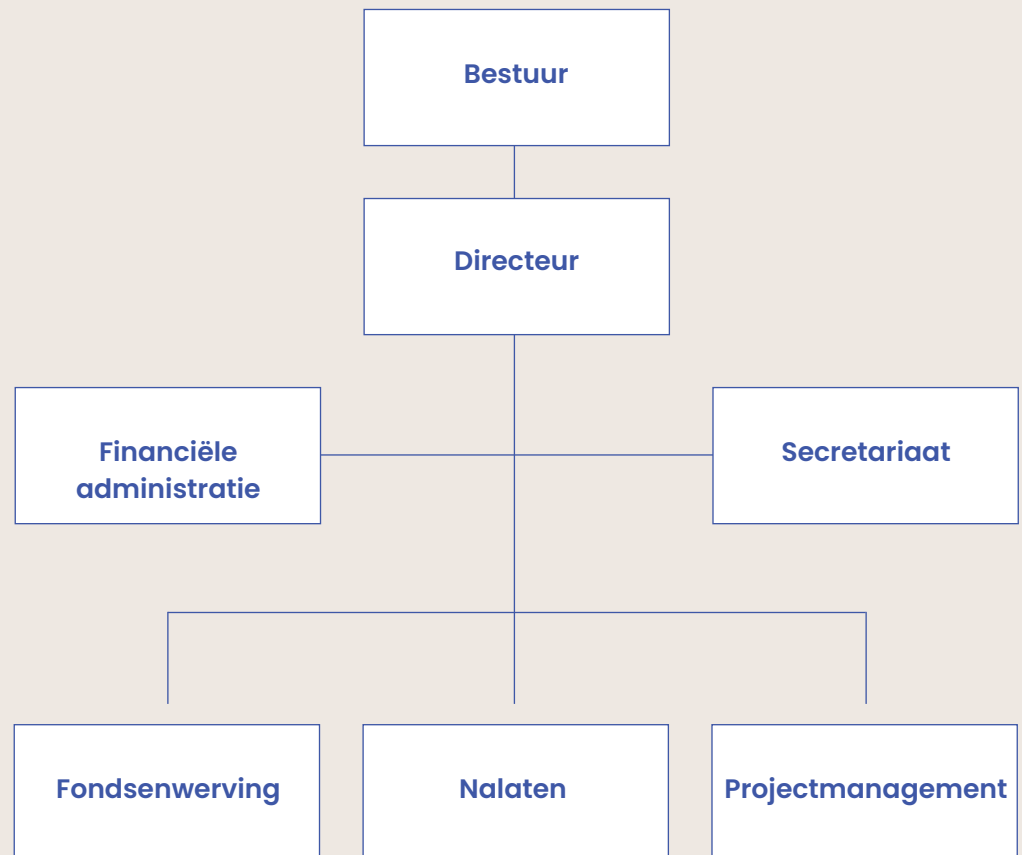 Bestuur
Directeur
Financiële
administratie
Secretariaat
Fondsenwerving
Nalaten
Projectmanagement